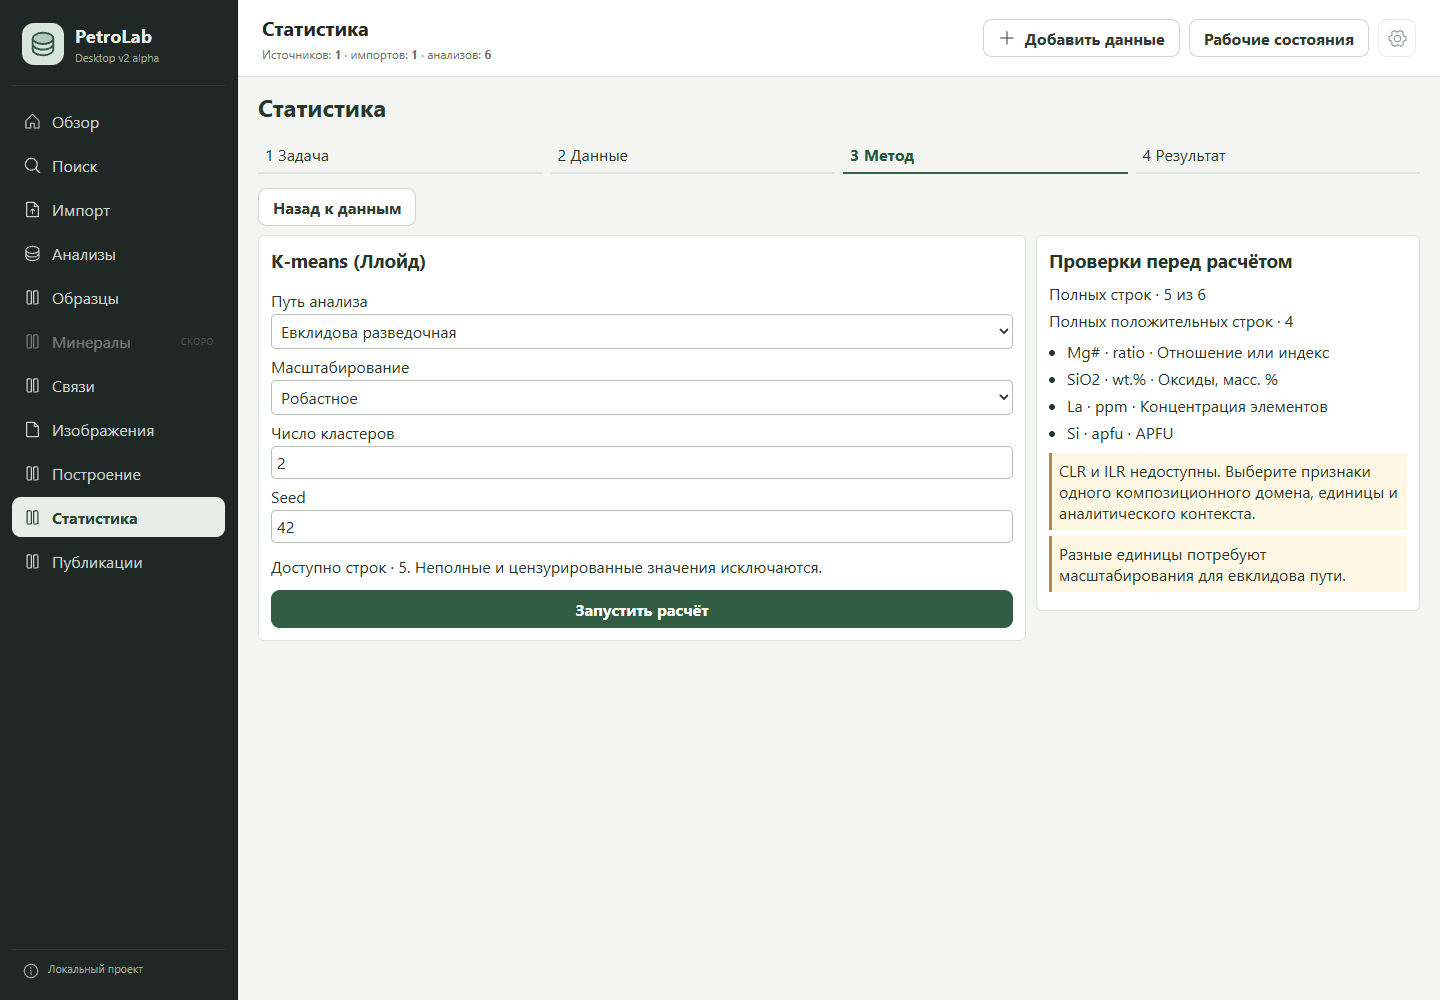 PetroLab
Desktop v2 alpha
Обзор
Поиск
Импорт
Анализы
Образцы
Минералы СКОРО
Связи
Изображения
Построение
Статистика
Публикации
Локальный проект
Статистика
Источников: 1 · импортов: 1 · анализов: 6
Добавить данные
Рабочие состояния
Статистика
1 Задача
2 Данные
3 Метод
4 Результат
Назад к данным
K-means (Ллойд)
Путь анализа
Евклидова разведочная
Масштабирование
Робастное
Число кластеров
2
Seed
42
Доступно строк · 5. Неполные и цензурированные значения исключаются.
Запустить расчёт
Проверки перед расчётом
Полных строк · 5 из 6
Полных положительных строк · 4
Mg# · ratio · Отношение или индекс
SiO2 · wt.% · Оксиды, масс. %
La · ppm · Концентрация элементов
Si · apfu · APFU
CLR и ILR недоступны. Выберите признаки
одного композиционного домена, единицы и
аналитического контекста.
Разные единицы потребуют
масштабирования для евклидова пути.